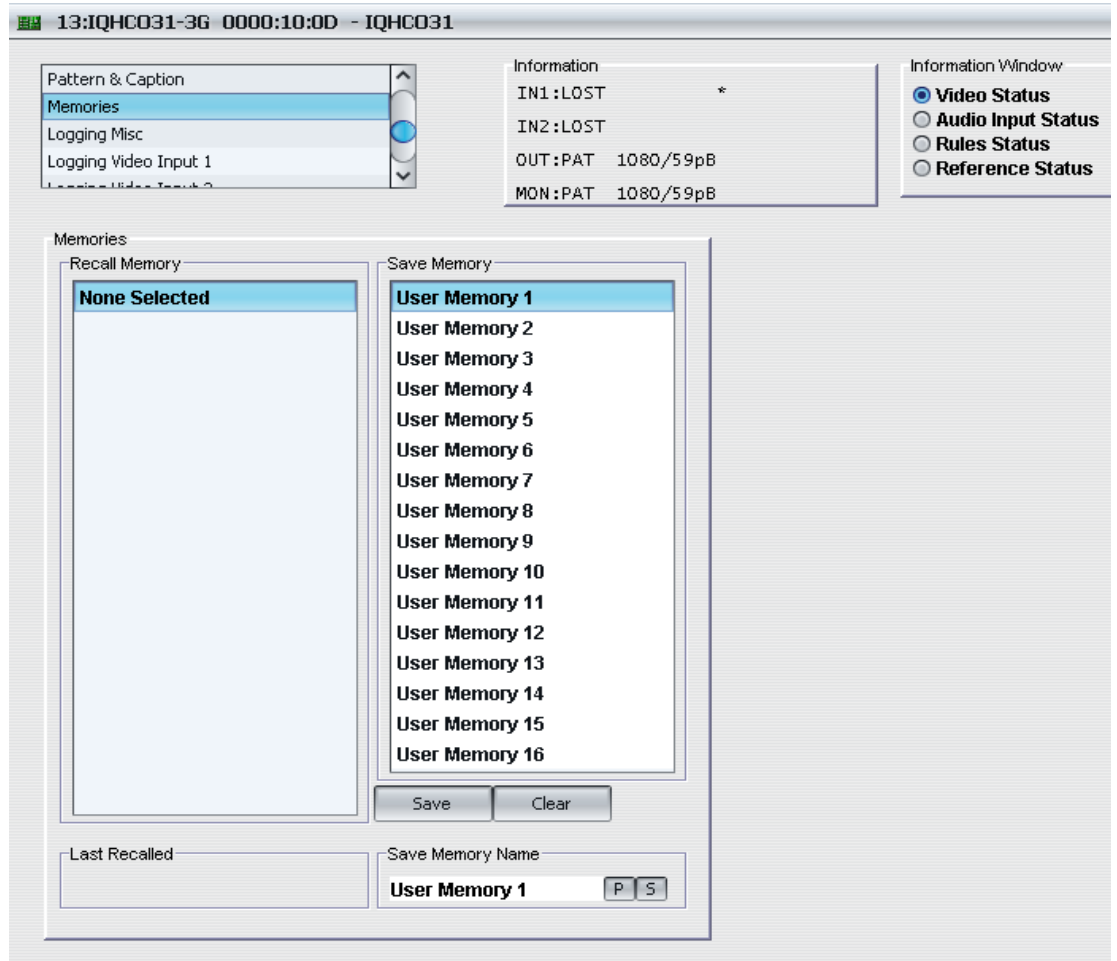 13:IQHCO31-3G 0000:10:0D - IQHCO31
Pattern & Caption
Memories
Logging Misc
Logging Video Input 1
Logging Video Input 2
Information
IN1:LOST *
IN2:LOST
OUT:PAT 1080/59pB
MON:PAT 1080/59pB
Information Window
Video Status
Audio Input Status
Rules Status
Reference Status
Memories
Recall Memory
None Selected
Save Memory
User Memory 1
User Memory 2
User Memory 3
User Memory 4
User Memory 5
User Memory 6
User Memory 7
User Memory 8
User Memory 9
User Memory 10
User Memory 11
User Memory 12
User Memory 13
User Memory 14
User Memory 15
User Memory 16
Save Clear
Last Recalled
Save Memory Name
User Memory 1 P S